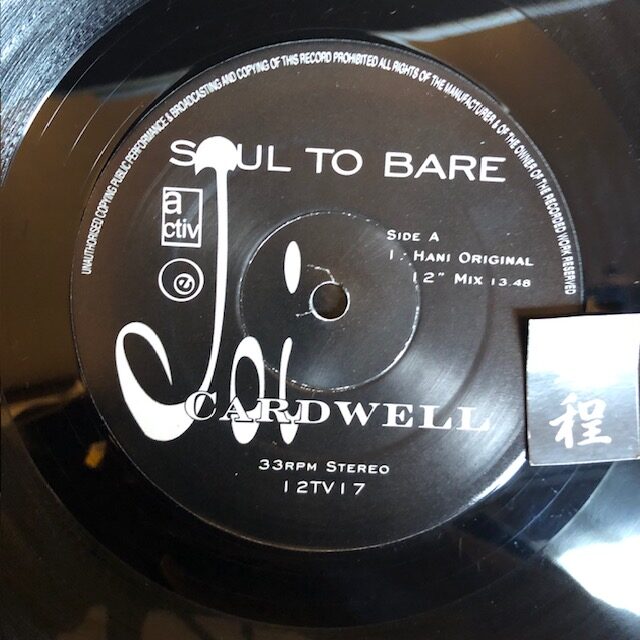 UNAUTHORISED COPYING PUBLIC PERFORMANCE & BROADCASTING AND COPYING OF THIS RECORD PROHIBITED ALL RIGHTS OF THE MANUFACTURER & OF THE OWNER OF THE RECORDED WORK RESERVED
SOUL TO BARE
activ
e
SIDE A
1. HANI ORIGINAL
12" MIX 13.48
Joi
CARDWELL
33RPM STEREO
12TV17
程